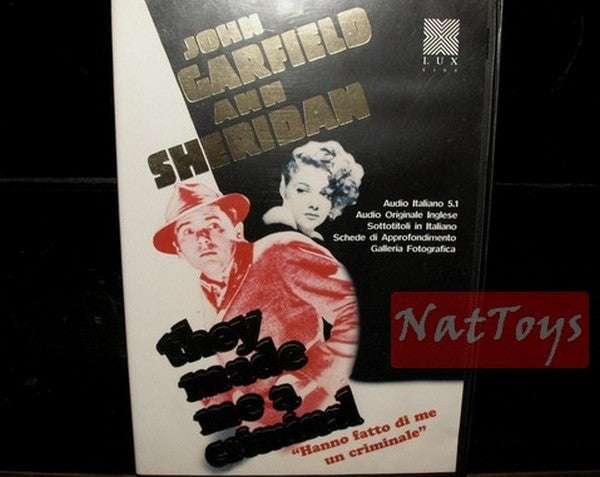 JOHN
GARFIELD
ANN
SHERIDAN
LUX
VIDE
Audio Italiano 5.1
Audio Originale Inglese
Sottotitoli in Italiano
Schede di Approfondimento
Galleria Fotografica
NatToys
they
made
me a
criminal
"Hanno fatto di me
un criminale"